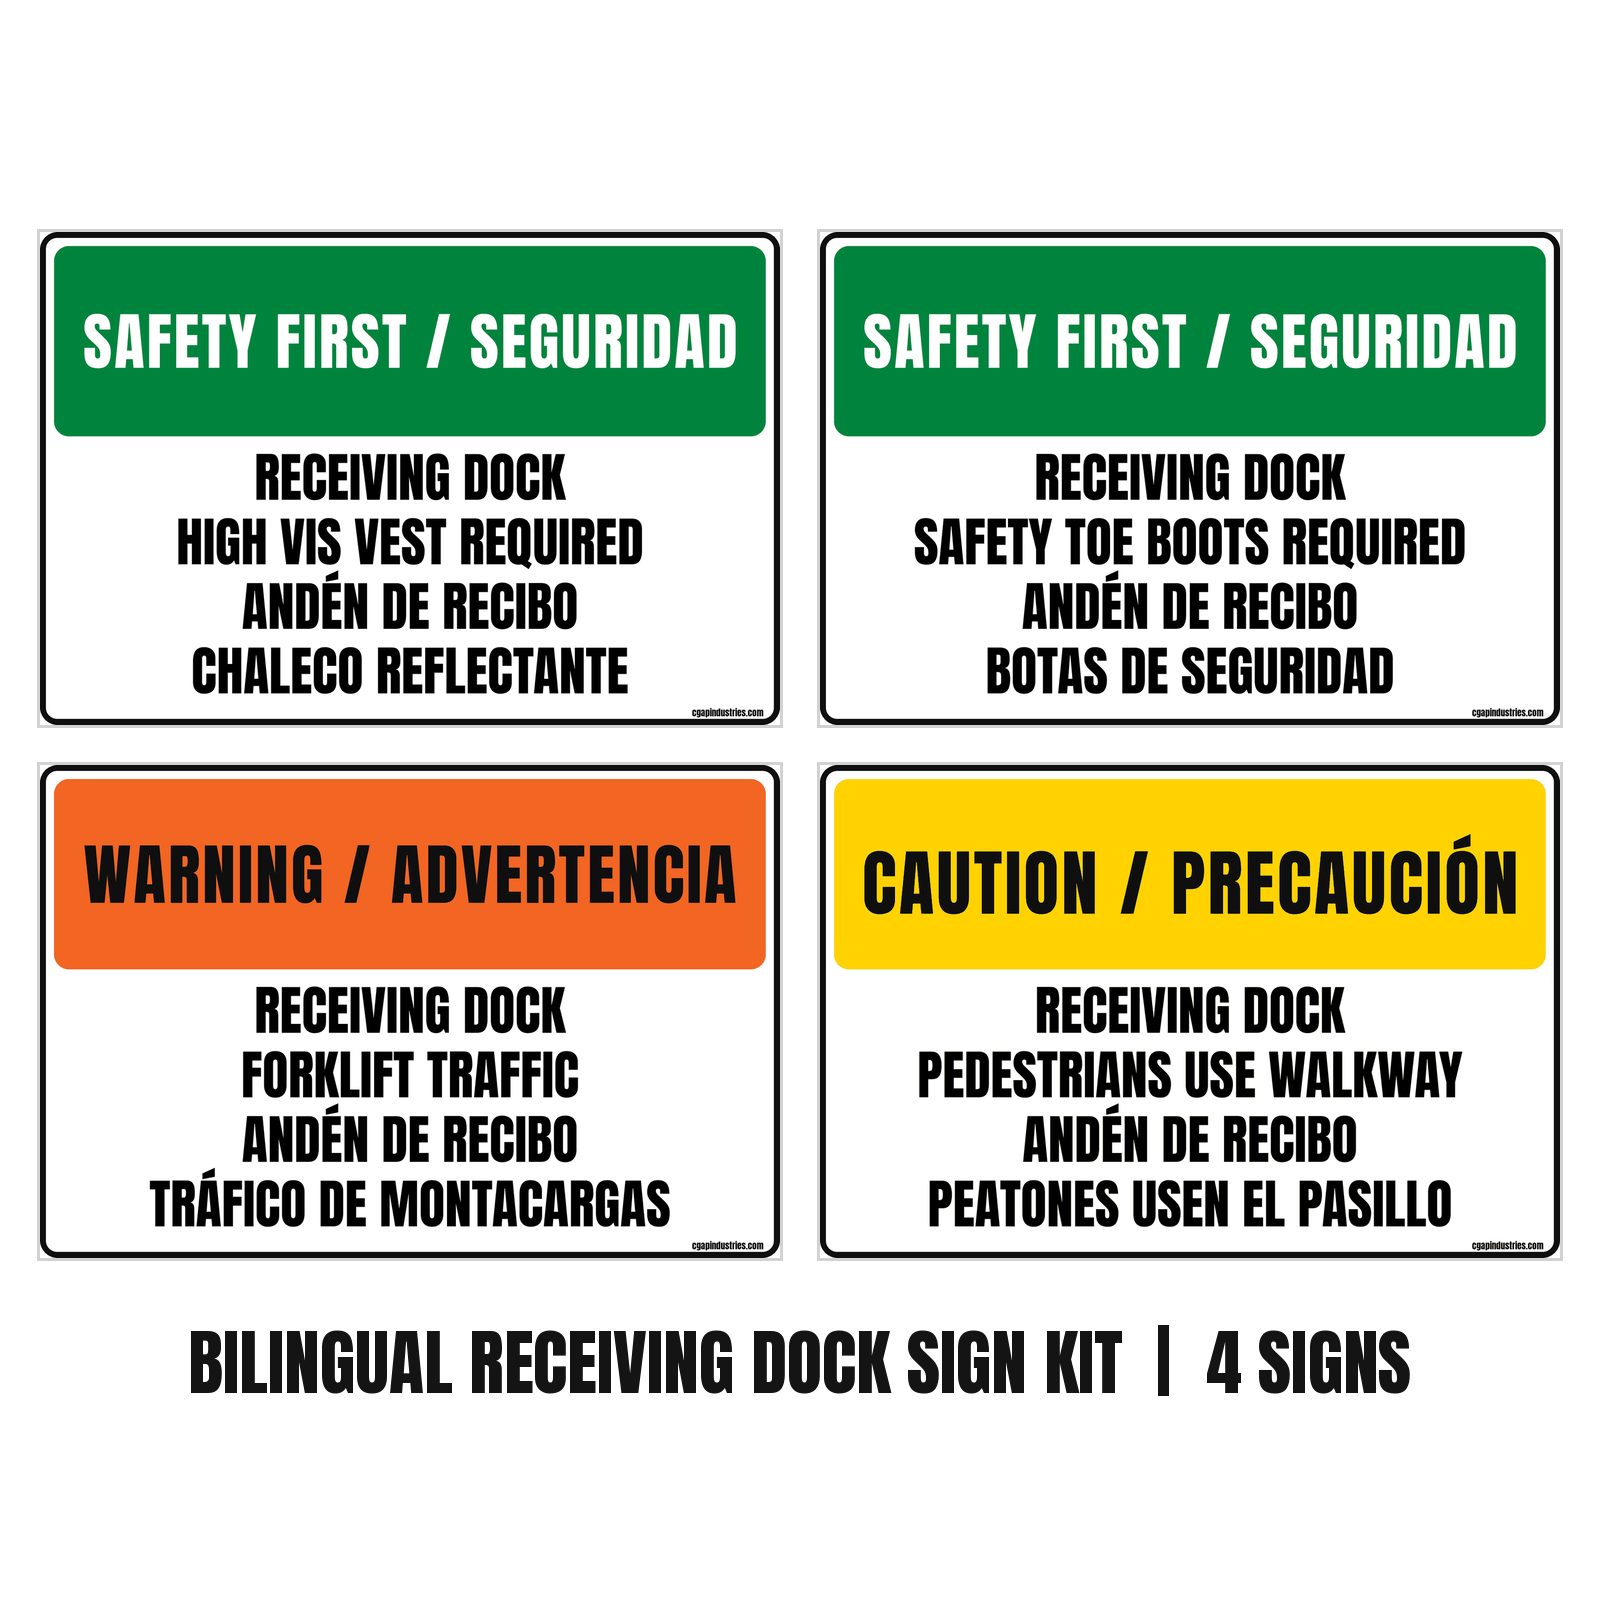 SAFETY FIRST / SEGURIDAD
RECEIVING DOCK
HIGH VIS VEST REQUIRED
ANDÉN DE RECIBO
CHALECO REFLECTANTE
cgapindustries.com
SAFETY FIRST / SEGURIDAD
RECEIVING DOCK
SAFETY TOE BOOTS REQUIRED
ANDÉN DE RECIBO
BOTAS DE SEGURIDAD
cgapindustries.com
WARNING / ADVERTENCIA
RECEIVING DOCK
FORKLIFT TRAFFIC
ANDÉN DE RECIBO
TRÁFICO DE MONTACARGAS
cgapindustries.com
CAUTION / PRECAUCIÓN
RECEIVING DOCK
PEDESTRIANS USE WALKWAY
ANDÉN DE RECIBO
PEATONES USEN EL PASILLO
cgapindustries.com
BILINGUAL RECEIVING DOCK SIGN KIT | 4 SIGNS